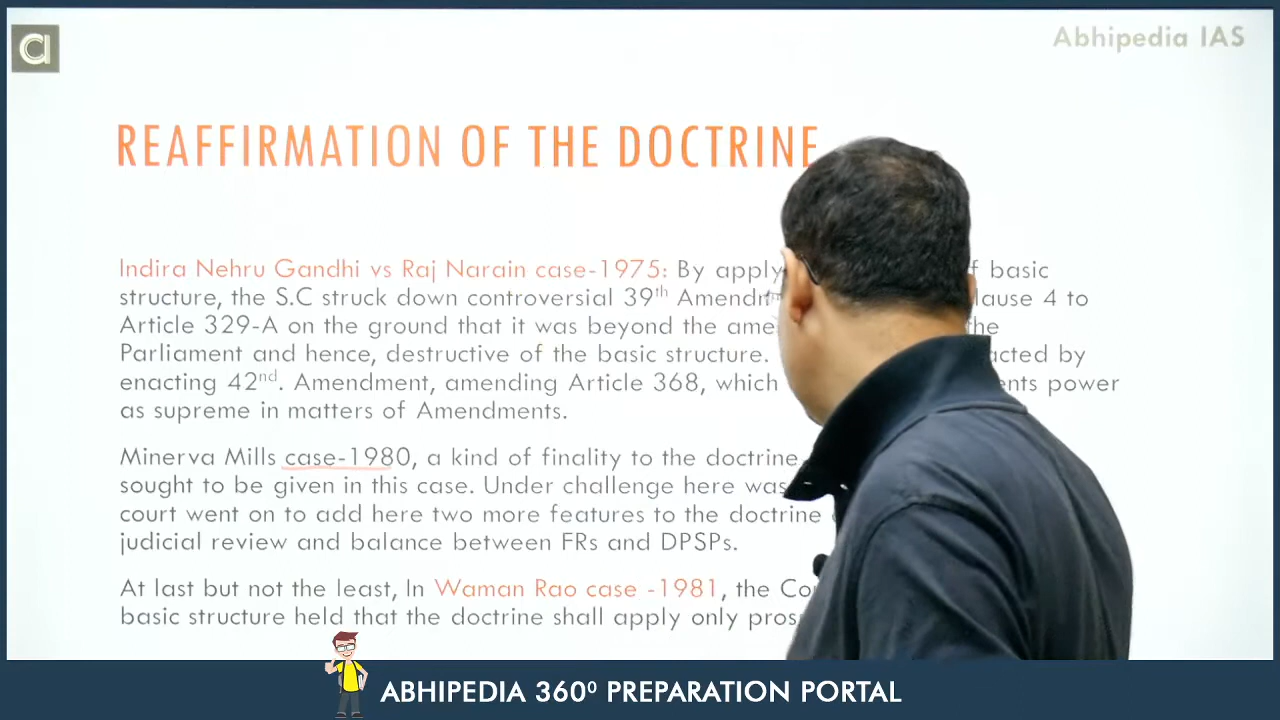 Abhipedia IAS
REAFFIRMATION OF THE DOCTRINE
Indira Nehru Gandhi vs Raj Narain case-1975: By apply f basic
structure, the S.C struck down controversial 39th Amendm lause 4 to
Article 329-A on the ground that it was beyond the ame the
Parliament and hence, destructive of the basic structure. acted by
enacting 42nd. Amendment, amending Article 368, which ents power
as supreme in matters of Amendments.
Minerva Mills case-1980, a kind of finality to the doctrine
sought to be given in this case. Under challenge here was
court went on to add here two more features to the doctrine
judicial review and balance between FRs and DPSPs.
At last but not the least, In Waman Rao case -1981, the Co
basic structure held that the doctrine shall apply only pros
ABHIPEDIA 360⁰ PREPARATION PORTAL